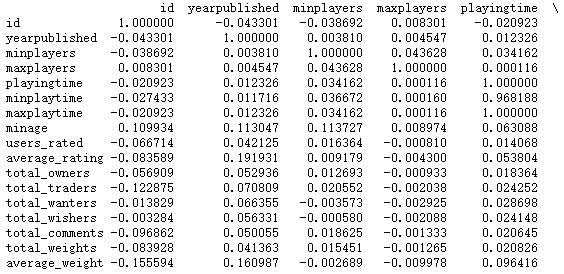 id yearpublished minplayers maxplayers playingtime \
id 1.000000 -0.043301 -0.038692 0.008301 -0.020923
yearpublished -0.043301 1.000000 0.003810 0.004547 0.012326
minplayers -0.038692 0.003810 1.000000 0.043628 0.034162
maxplayers 0.008301 0.004547 0.043628 1.000000 0.000116
playingtime -0.020923 0.012326 0.034162 0.000116 1.000000
minplaytime -0.027433 0.011716 0.036672 0.000160 0.968188
maxplaytime -0.020923 0.012326 0.034162 0.000116 1.000000
minage 0.109934 0.113047 0.113727 0.008974 0.063088
users_rated -0.066714 0.042125 0.016364 -0.000810 0.014068
average_rating -0.083589 0.191931 0.009179 -0.004300 0.053804
total_owners -0.056909 0.052936 0.012693 -0.000933 0.018364
total_traders -0.122875 0.070809 0.020552 -0.002038 0.024252
total_wanters -0.013829 0.066355 -0.003573 -0.002925 0.028698
total_wishers -0.003284 0.056331 -0.000580 -0.002088 0.024148
total_comments -0.096862 0.050055 0.018625 -0.001333 0.020645
total_weights -0.083928 0.041363 0.015451 -0.001265 0.020826
average_weight -0.155594 0.160987 -0.002689 -0.009978 0.096416